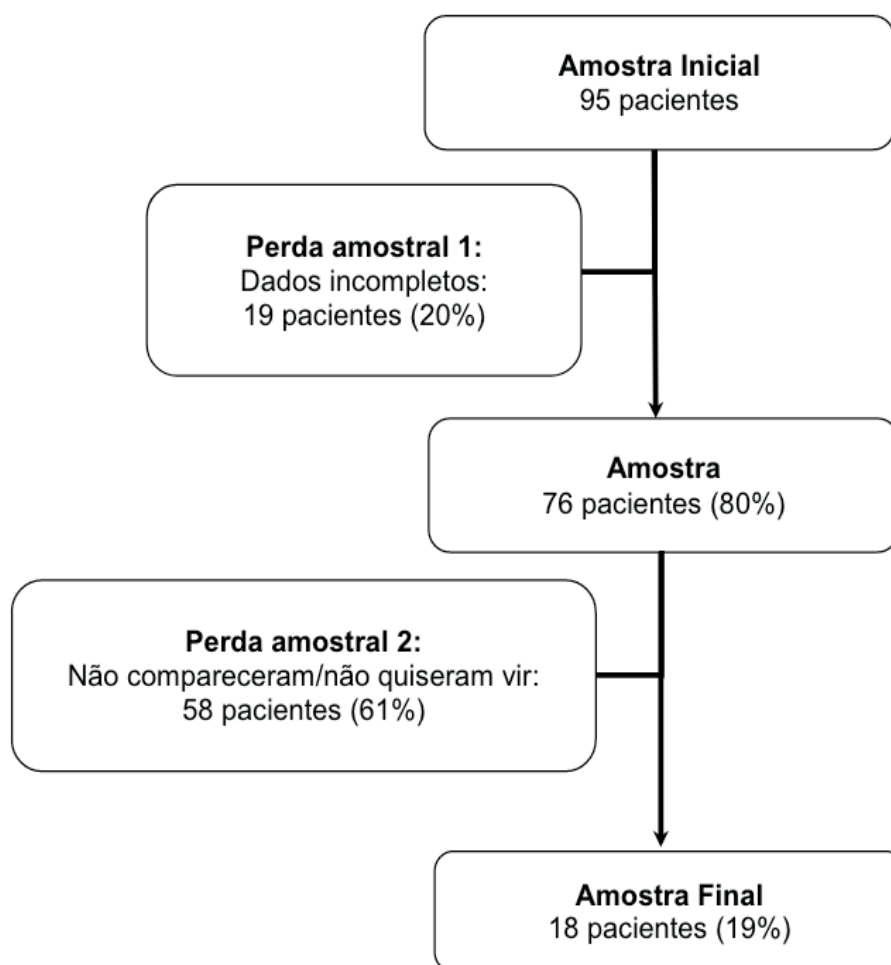 Amostra Inicial
95 pacientes
Perda amostral 1:
Dados incompletos:
19 pacientes (20%)
Amostra
76 pacientes (80%)
Perda amostral 2:
Não compareceram/não quiseram vir:
58 pacientes (61%)
Amostra Final
18 pacientes (19%)